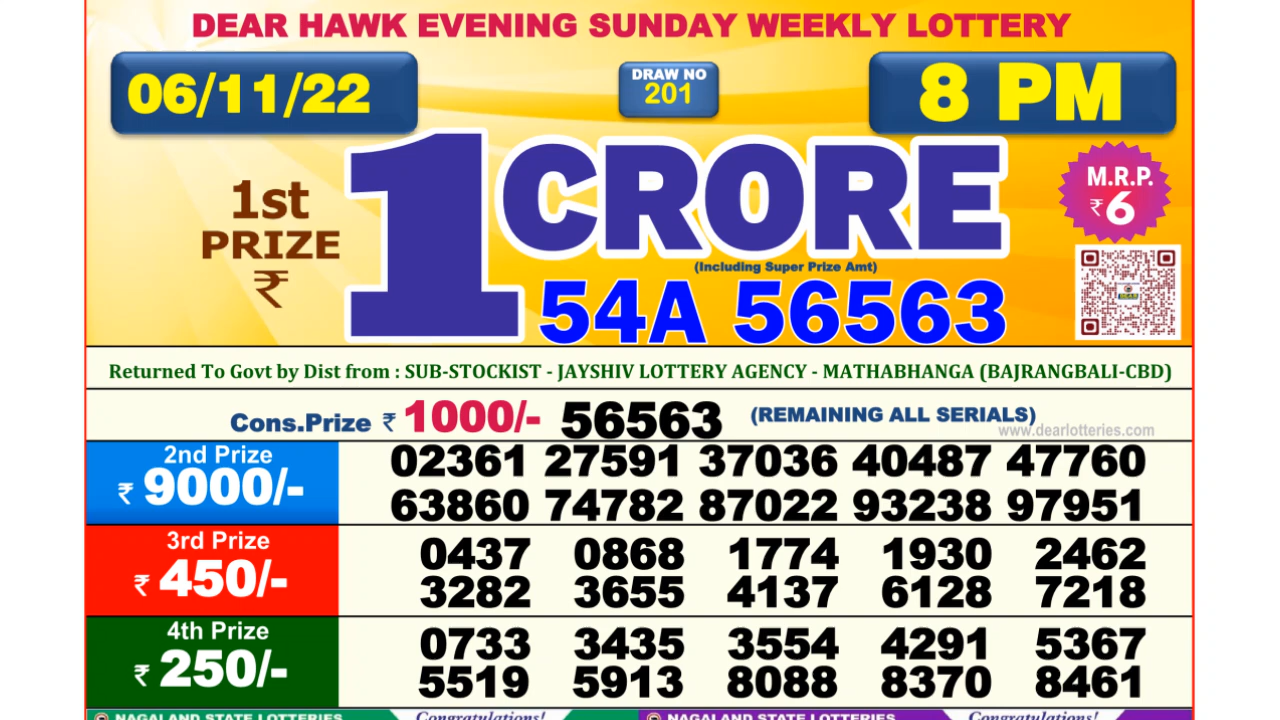 DEAR HAWK EVENING SUNDAY WEEKLY LOTTERY
06/11/22
DRAW NO
201
8 PM
1st
PRIZE
₹
1 CRORE
(Including Super Prize Amt)
54A 56563
M.R.P.
₹ 6
Returned To Govt by Dist from : SUB-STOCKIST - JAYSHIV LOTTERY AGENCY - MATHABHANGA (BAJRANGBALI-CBD)
Cons.Prize ₹ 1000/- 56563 (REMAINING ALL SERIALS)
www.dearlotteries.com
2nd Prize
₹ 9000/-
02361 27591 37036 40487 47760
63860 74782 87022 93238 97951
3rd Prize
₹ 450/-
0437 0868 1774 1930 2462
3282 3655 4137 6128 7218
4th Prize
₹ 250/-
0733 3435 3554 4291 5367
5519 5913 8088 8370 8461
NAGALAND STATE LOTTERIES Congratulations! NAGALAND STATE LOTTERIES Congratulations!